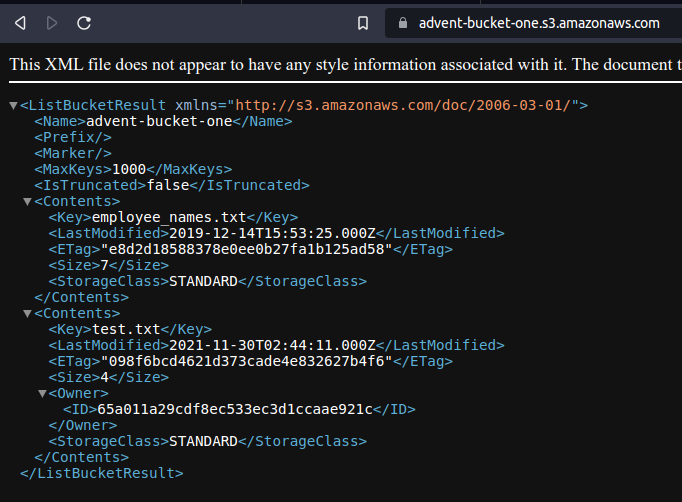 advent-bucket-one.s3.amazonaws.com
This XML file does not appear to have any style information associated with it. The document t
▼<ListBucketResult xmlns="http://s3.amazonaws.com/doc/2006-03-01/">
<Name>advent-bucket-one</Name>
<Prefix/>
<Marker/>
<MaxKeys>1000</MaxKeys>
<IsTruncated>false</IsTruncated>
▼<Contents>
<Key>employee_names.txt</Key>
<LastModified>2019-12-14T15:53:25.000Z</LastModified>
<ETag>"e8d2d18588378e0ee0b27fa1b125ad58"</ETag>
<Size>7</Size>
<StorageClass>STANDARD</StorageClass>
</Contents>
▼<Contents>
<Key>test.txt</Key>
<LastModified>2021-11-30T02:44:11.000Z</LastModified>
<ETag>"098f6bcd4621d373cade4e832627b4f6"</ETag>
<Size>4</Size>
▼<Owner>
<ID>65a011a29cdf8ec533ec3d1ccaae921c</ID>
</Owner>
<StorageClass>STANDARD</StorageClass>
</Contents>
</ListBucketResult>